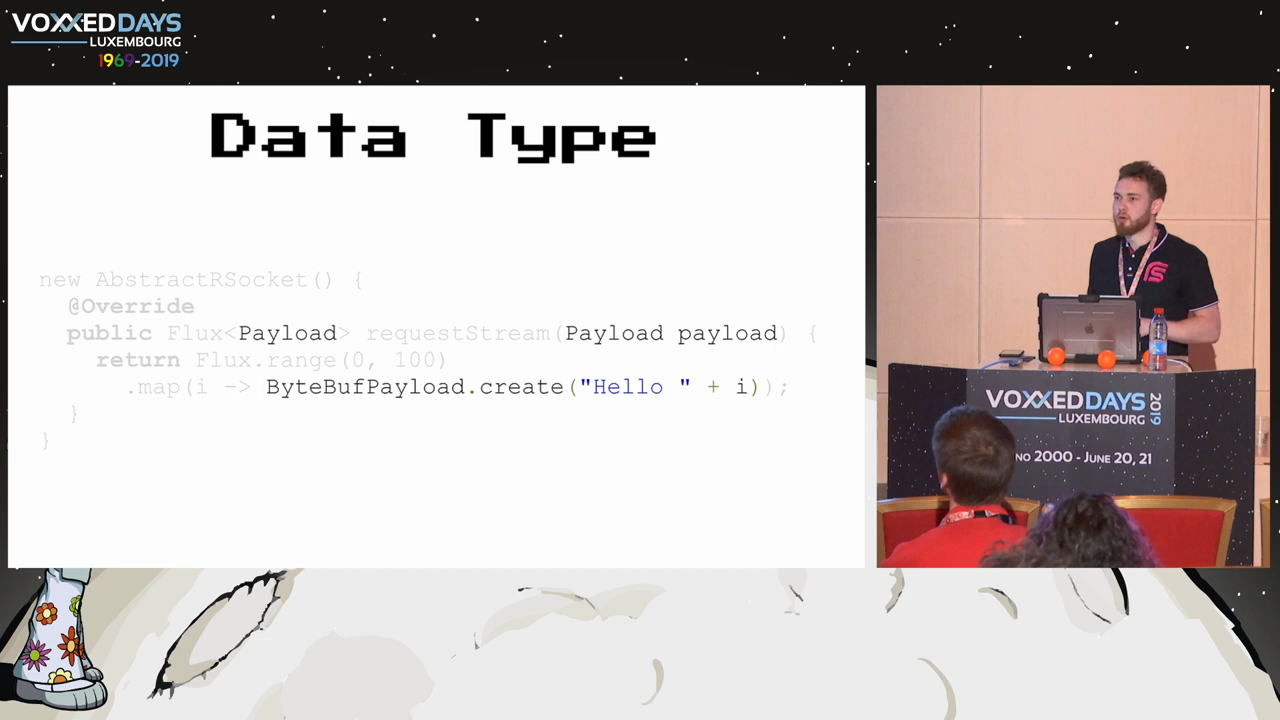 VOXXEDDAYS
LUXEMBOURG
1969-2019
Data Type
new AbstractRSocket() {
@Override
public Flux<Payload> requestStream(Payload payload) {
return Flux.range(0, 100)
.map(i -> ByteBufPayload.create("Hello " + i));
}
}
VOXXEDDAYS
LUXEMBOURG
2019
NO 2000 - JUNE 20, 21